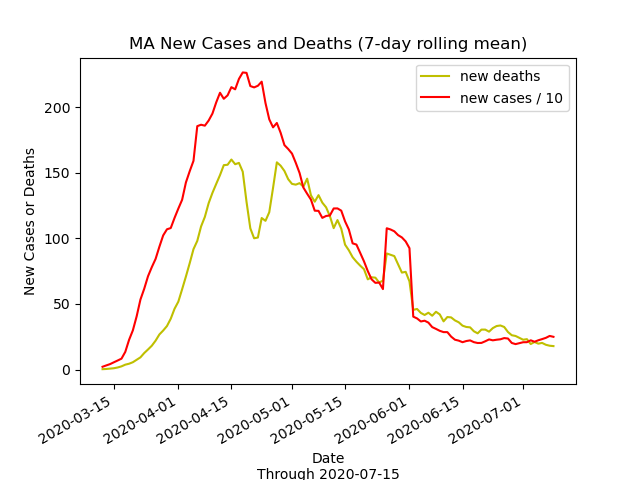 MA New Cases and Deaths (7-day rolling mean)
new deaths
new cases / 10
New Cases or Deaths
200
150
100
50
0
2020-03-15
2020-04-01
2020-04-15
2020-05-01
2020-05-15
2020-06-01
2020-06-15
2020-07-01
Date
Through 2020-07-15